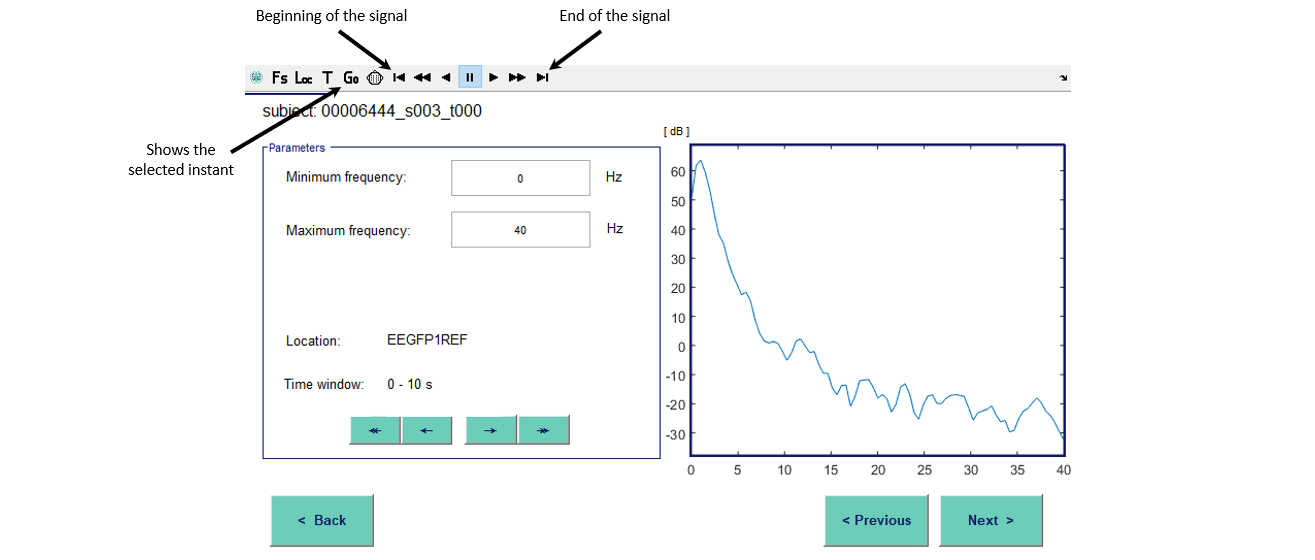 Beginning of the signal
End of the signal
Fs Loc T Go
subject: 00006444_s003_t000
Shows the
selected instant
Parameters
Minimum frequency: 0 Hz
Maximum frequency: 40 Hz
Location: EEGFP1REF
Time window: 0 - 10 s
[ dB ]
60
50
40
30
20
10
0
-10
-20
-30
0 5 10 15 20 25 30 35 40
< Back
< Previous
Next >